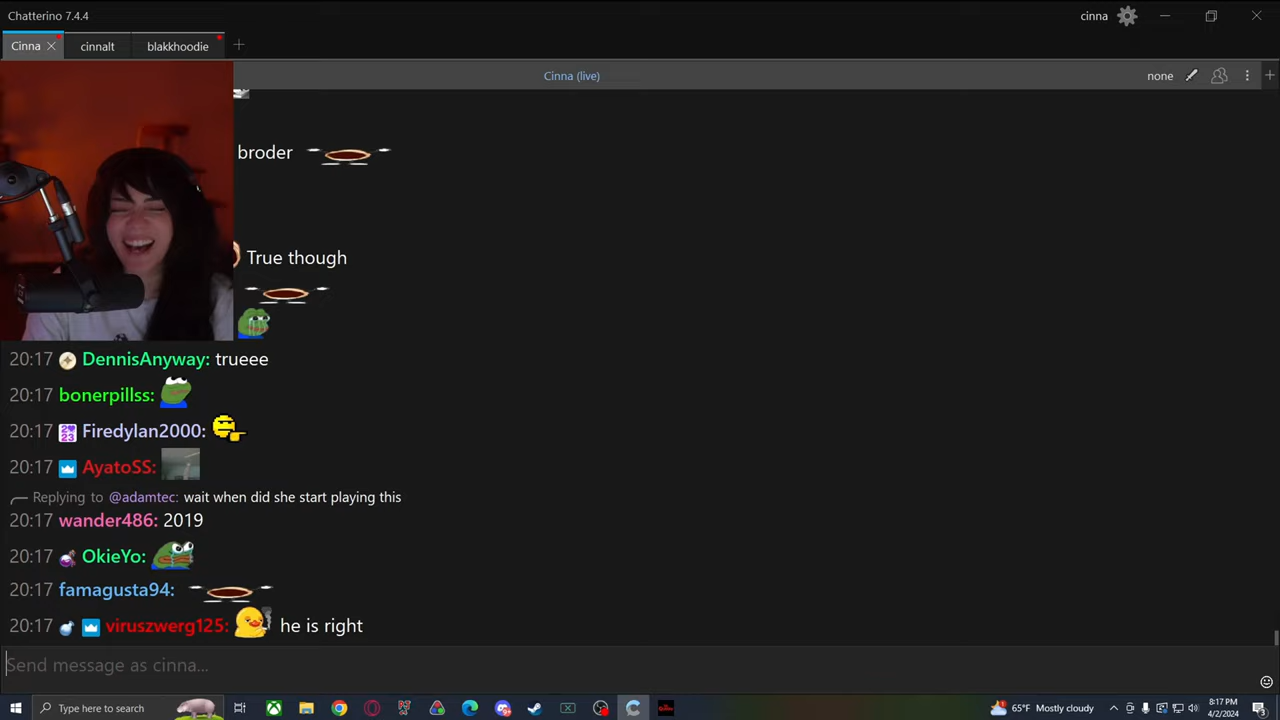 Chatterino 7.4.4
cinna
Cinna
cinnalt
blakkhoodie
Cinna (live)
none
broder
True though
20:17 DennisAnyway: trueee
20:17 bonerpillss:
20:17 Firedylan2000:
20:17 AyatoSS:
Replying to @adamtec: wait when did she start playing this
20:17 wander486: 2019
20:17 OkieYo:
20:17 famagusta94:
20:17 viruszwerg125: he is right
Send message as cinna...
Type here to search
65°F Mostly cloudy
8:17 PM
4/2/2024